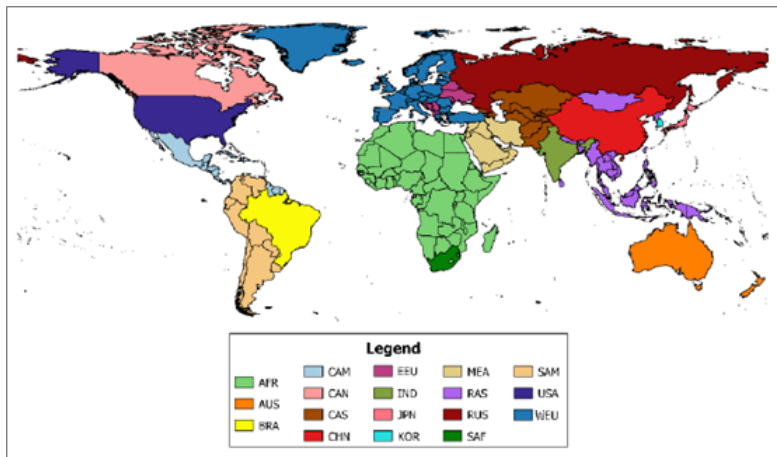 Legend
AFR
AUS
BRA
CAM
CAN
CAS
CHN
EEU
IND
JPN
KOR
MEA
RAS
RUS
SAF
SAM
USA
WEU